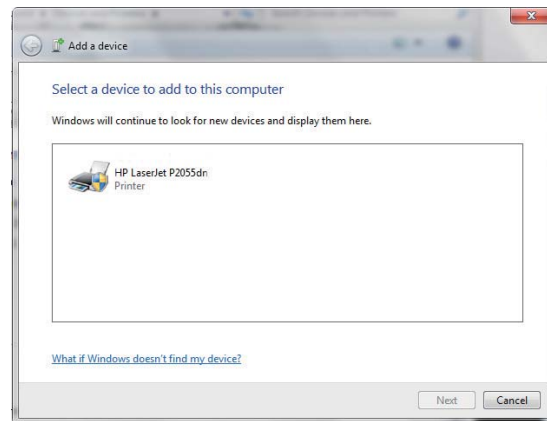 Add a device
Select a device to add to this computer
Windows will continue to look for new devices and display them here.
HP LaserJet P2055dn
Printer
What if Windows doesn't find my device?
Next
Cancel